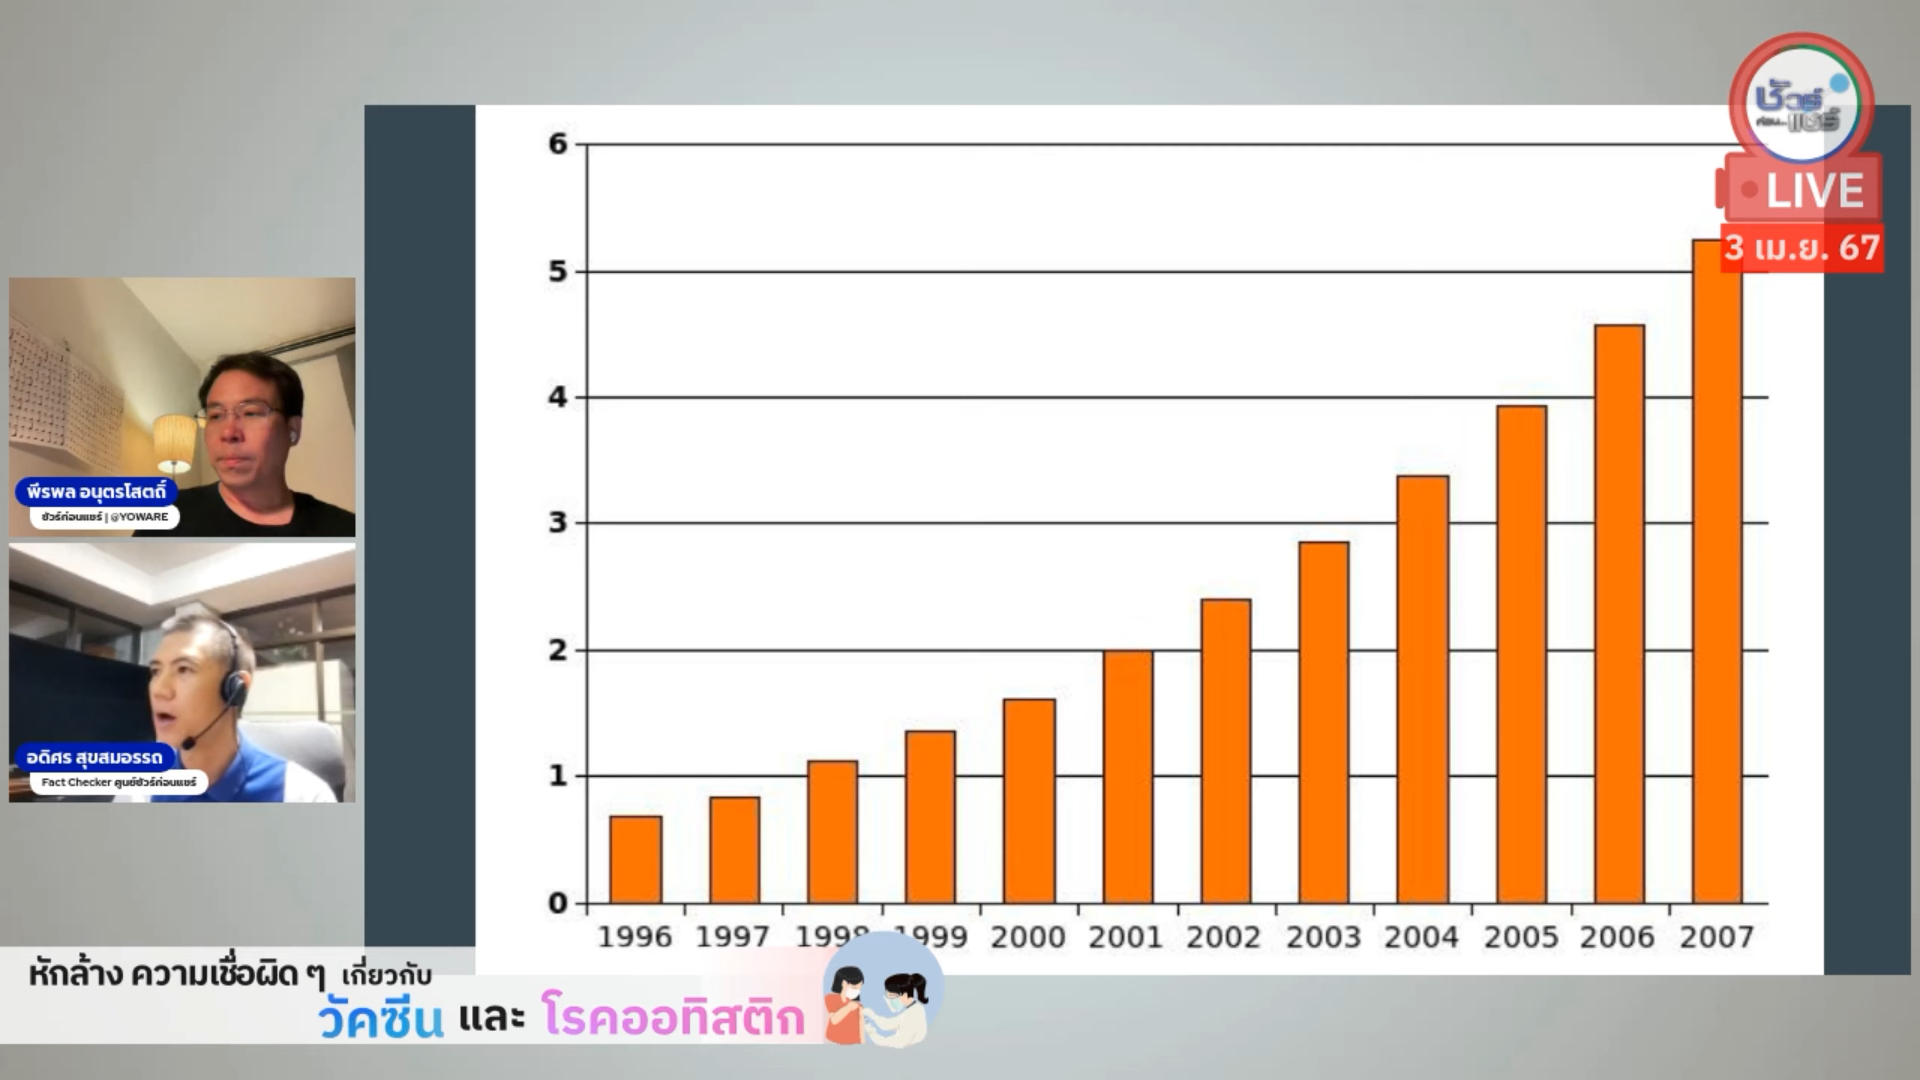 ชัวร์
ก่อน...แชร์
LIVE
3 เม.ย. 67
6
5
4
3
2
1
0
1996 1997 1998 1999 2000 2001 2002 2003 2004 2005 2006 2007
พีรพล อนุตรโสตถิ์
ชัวร์ก่อนแชร์ | @YOWARE
อดิศร สุขสมอรรถ
Fact Checker ศูนย์ชัวร์ก่อนแชร์
หักล้าง ความเชื่อผิด ๆ เกี่ยวกับ
วัคซีน และ โรคออทิสติก